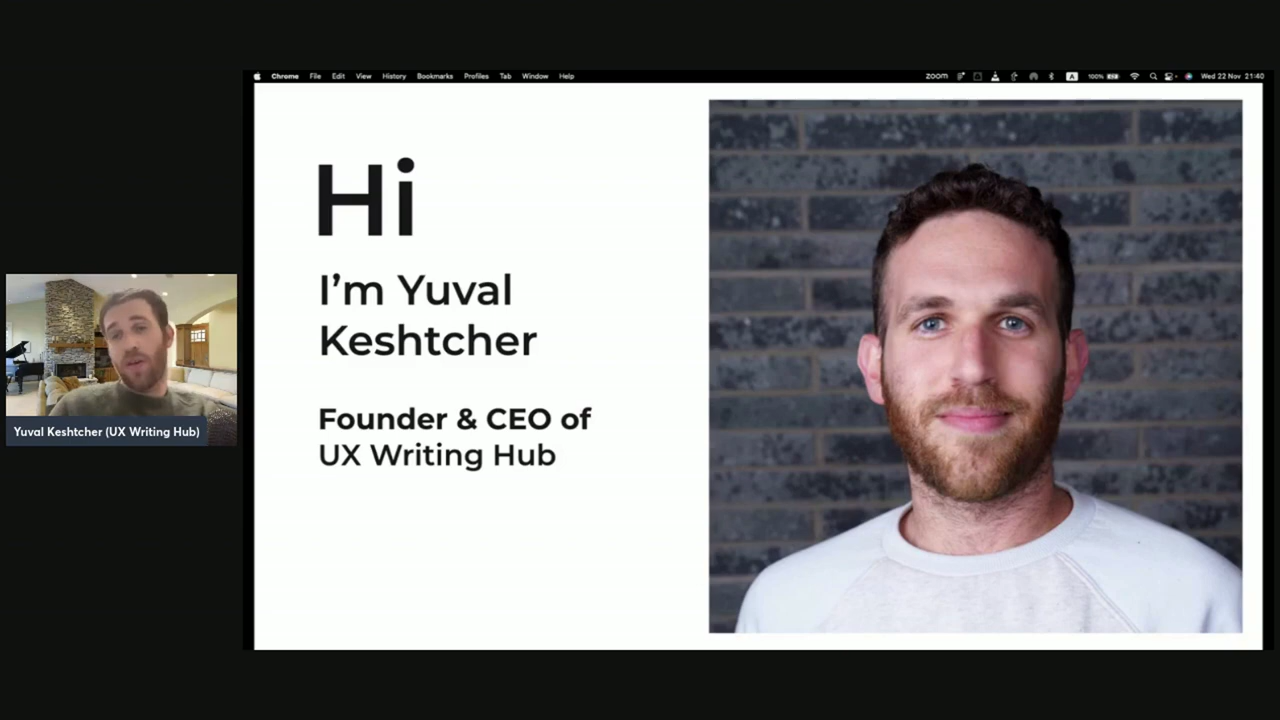 Chrome File Edit View History Bookmarks Profiles Tab Window Help
zoom
A
100%
Wed 22 Nov 21:40
Hi
I'm Yuval
Keshtcher
Founder & CEO of
UX Writing Hub
Yuval Keshtcher (UX Writing Hub)